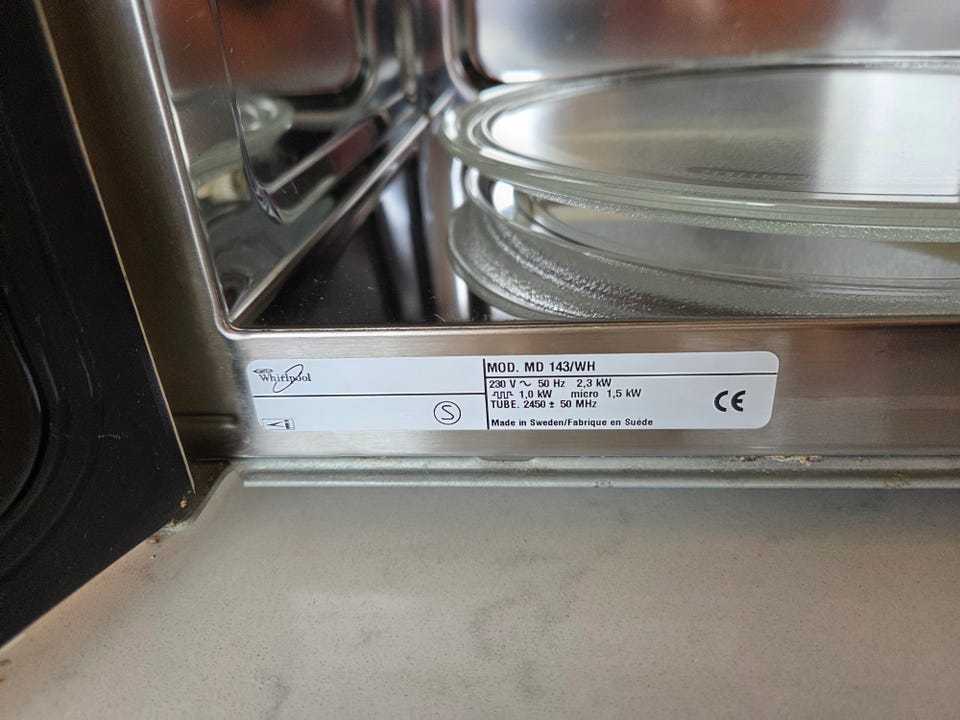 Whirlpool
S
MOD. MD 143/WH
230 V ~ 50 Hz 2,3 kW
1,0 kW micro 1,5 kW
TUBE. 2450 ± 50 MHz
Made in Sweden/Fabrique en Suéde
CE